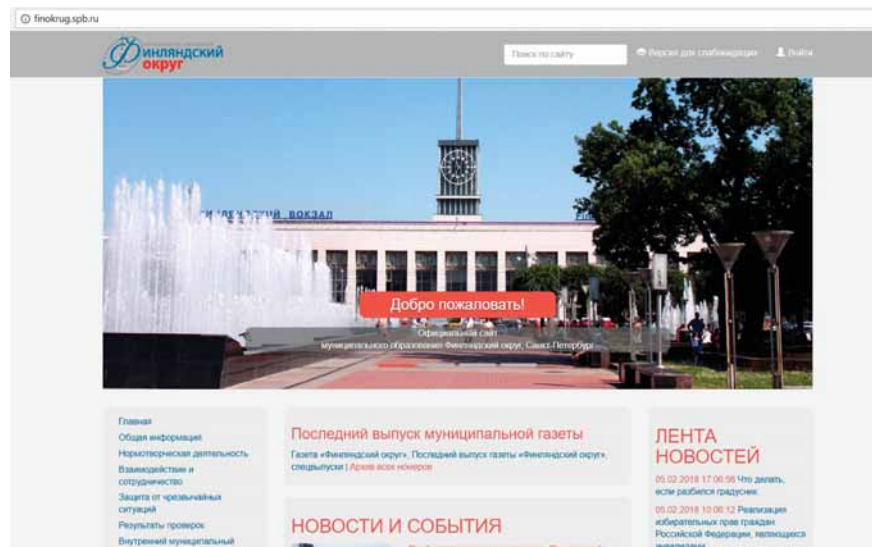 finokrug.spb.ru
Финляндский
округ
Поиск по сайту
Версия для слабовидящих
Войти
ВОКЗАЛ
Добро пожаловать!
Официальный сайт
муниципального образования Финляндский округ, Санкт-Петербург
Главная
Общая информация
Нормотворческая деятельность
Взаимодействие и
сотрудничество
Защита от чрезвычайных
ситуаций
Результаты проверок
Внутренний муниципальный
Последний выпуск муниципальной газеты
Газета «Финляндский округ». Последний выпуск газеты «Финляндский округ»,
спецвыпуски | Архив всех номеров
НОВОСТИ И СОБЫТИЯ
ЛЕНТА
НОВОСТЕЙ
05.02.2018 17:06:56 Что делать,
если разбился градусник
05.02.2018 10:06:12 Реализация
избирательных прав граждан
Российской Федерации, являющихся